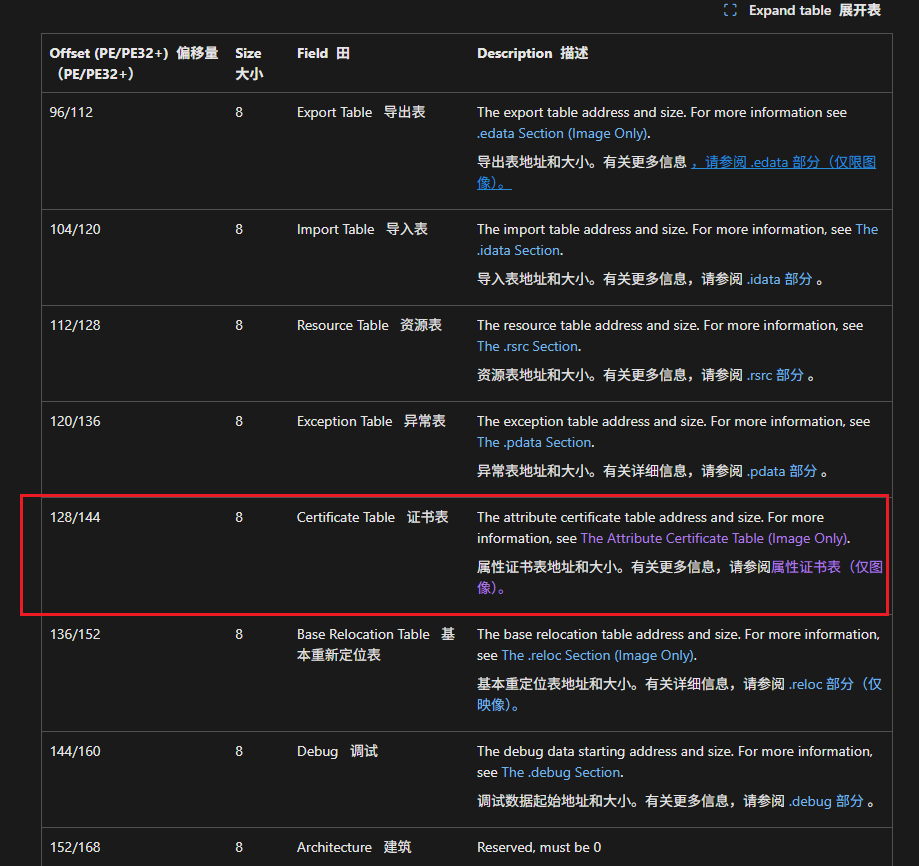 Expand table 展开表
Offset (PE/PE32+) 偏移量
(PE/PE32+)
Size
大小
Field 田
Description 描述
96/112
8
Export Table 导出表
The export table address and size. For more information see
.edata Section (Image Only).
导出表地址和大小。有关更多信息 ,请参阅 .edata 部分（仅限图
像）。
104/120
8
Import Table 导入表
The import table address and size. For more information, see The
.idata Section.
导入表地址和大小。有关更多信息，请参阅 .idata 部分 。
112/128
8
Resource Table 资源表
The resource table address and size. For more information, see
The .rsrc Section.
资源表地址和大小。有关更多信息，请参阅 .rsrc 部分 。
120/136
8
Exception Table 异常表
The exception table address and size. For more information, see
The .pdata Section.
异常表地址和大小。有关详细信息，请参阅 .pdata 部分 。
128/144
8
Certificate Table 证书表
The attribute certificate table address and size. For more
information, see The Attribute Certificate Table (Image Only).
属性证书表地址和大小。有关更多信息，请参阅属性证书表（仅图
像）。
136/152
8
Base Relocation Table 基
本重新定位表
The base relocation table address and size. For more information,
see The .reloc Section (Image Only).
基本重定位表地址和大小。有关详细信息，请参阅 .reloc 部分（仅
映像）。
144/160
8
Debug 调试
The debug data starting address and size. For more information,
see The .debug Section.
调试数据起始地址和大小。有关更多信息，请参阅 .debug 部分 。
152/168
8
Architecture 建筑
Reserved, must be 0